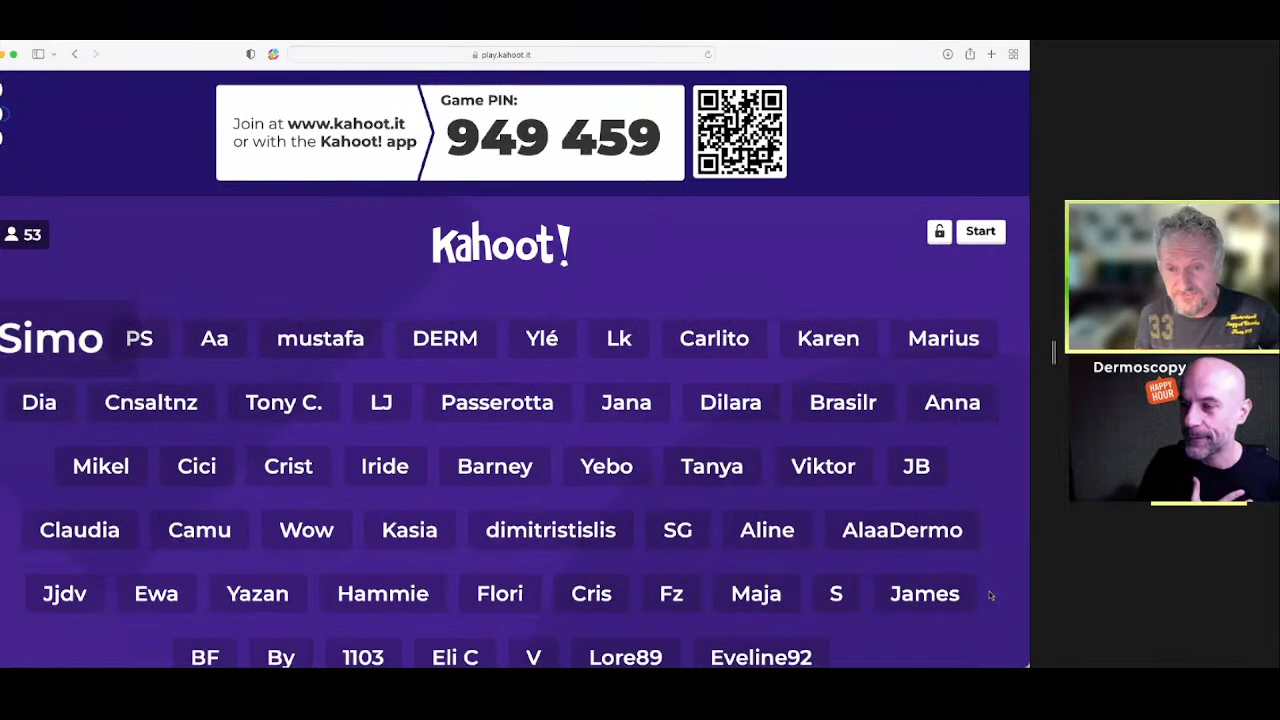 play.kahoot.it
Join at www.kahoot.it
or with the Kahoot! app
Game PIN:
949 459
53
Kahoot!
Start
Simo PS Aa mustafa DERM Ylé Lk Carlito Karen Marius
Dia Cnsaltnz Tony C. LJ Passerotta Jana Dilara Brasilr Anna
Mikel Cici Crist Iride Barney Yebo Tanya Viktor JB
Claudia Camu Wow Kasia dimitristislis SG Aline AlaaDermo
Jjdv Ewa Yazan Hammie Flori Cris Fz Maja S James
BF By 1103 Eli C V Lore89 Eveline92
33
Dermoscopy
HAPPY
HOUR